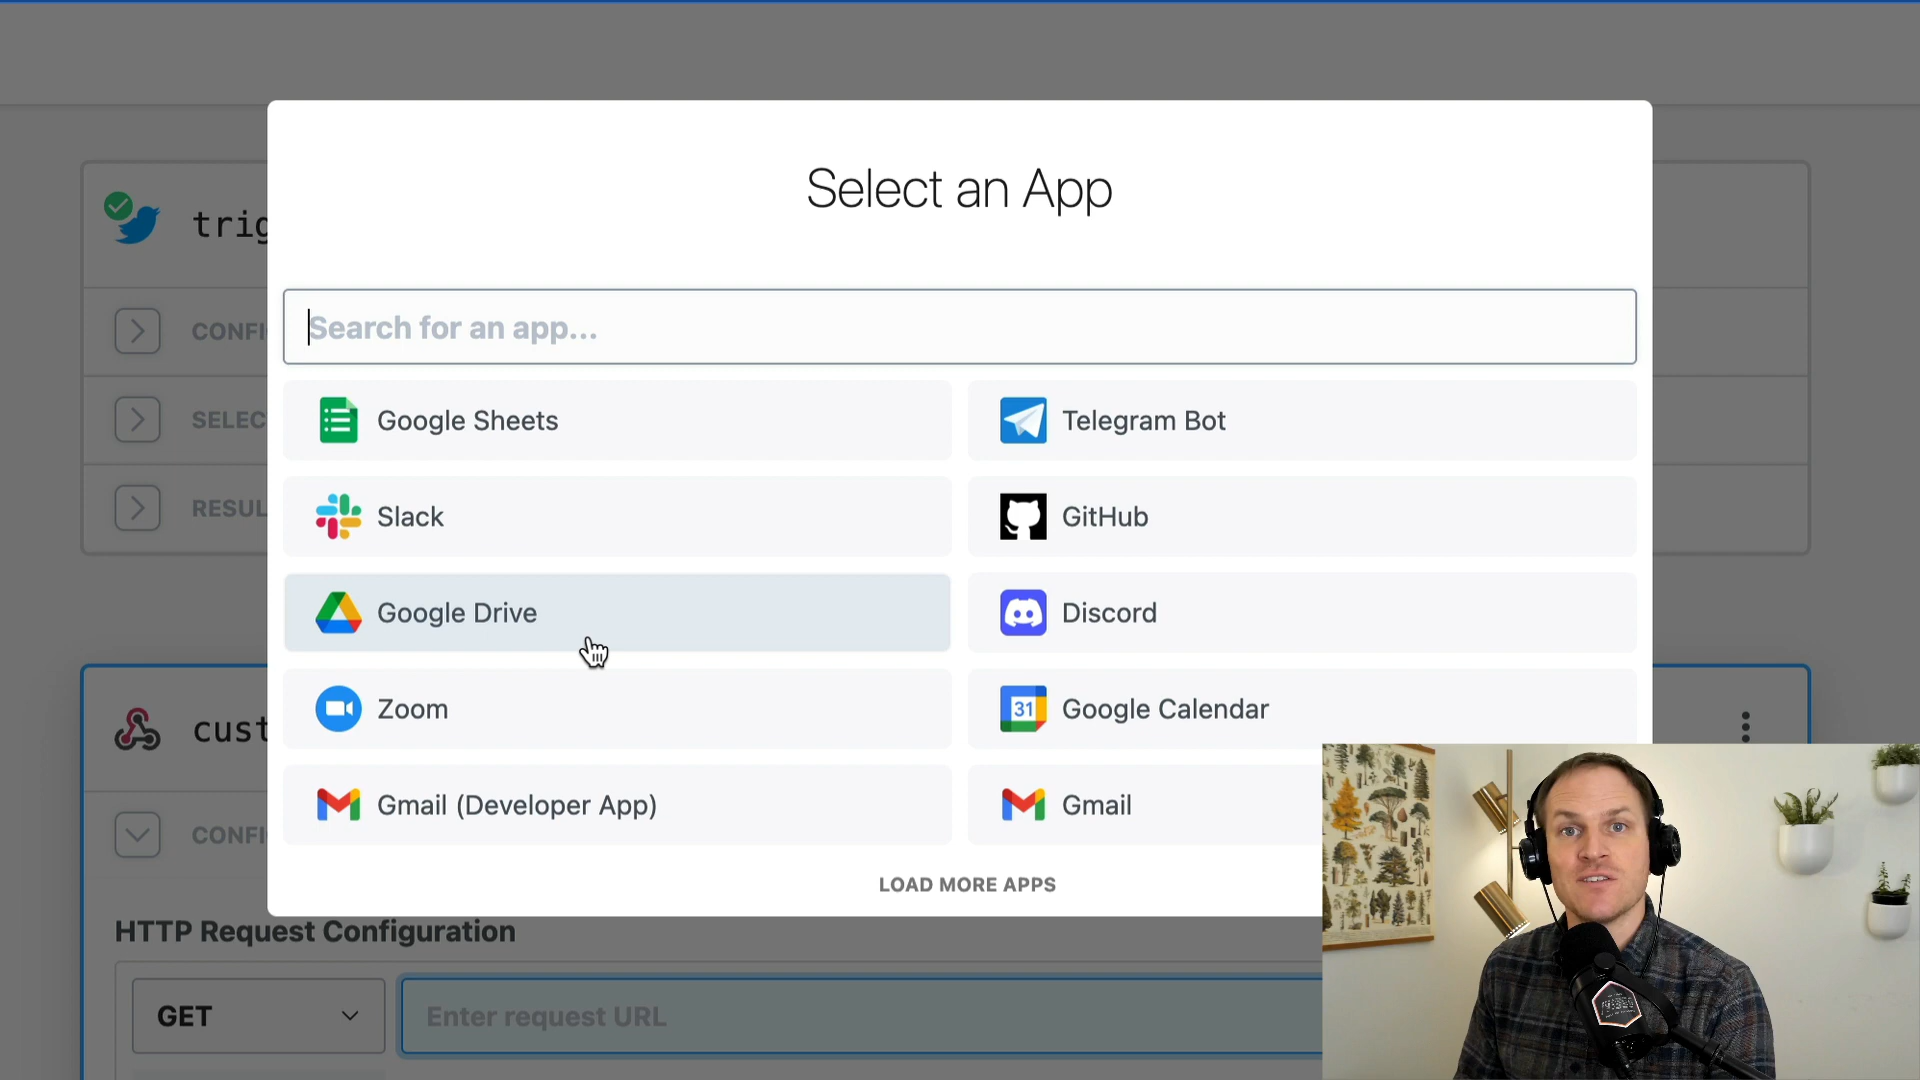 Select an App
trig
Search for an app...
CONFI
Google Sheets
Telegram Bot
SELEC
Slack
GitHub
RESUL
Google Drive
Discord
Zoom
Google Calendar
31
cust
Gmail (Developer App)
Gmail
CONFI
LOAD MORE APPS
HTTP Request Configuration
GET
Enter request URL